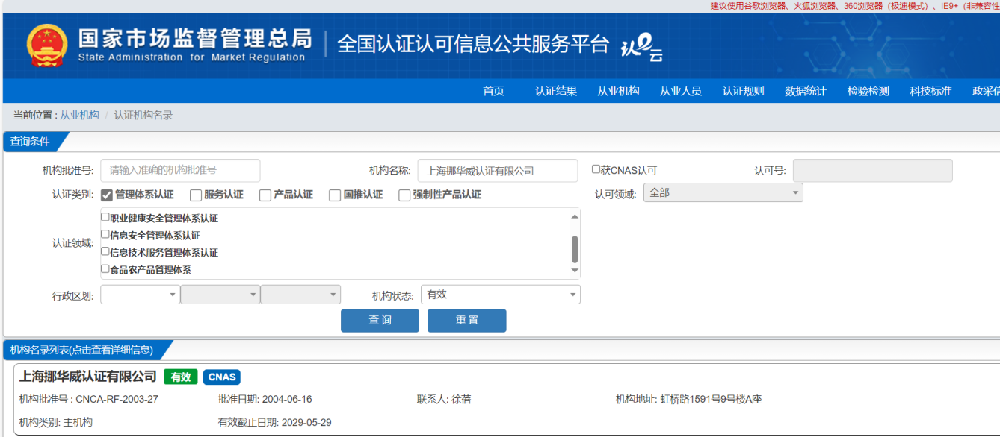 建议使用谷歌浏览器、火狐浏览器、360浏览器（极速模式）、IE9+（非兼容性
国家市场监督管理总局
State Administration for Market Regulation
全国认证认可信息公共服务平台
认e云
首页 认证结果 从业机构 从业人员 认证规则 数据统计 检验检测 科技标准 政采信
当前位置 : 从业机构 / 认证机构名录
查询条件
机构批准号: 请输入准确的机构批准号 机构名称: 上海挪华威认证有限公司 获CNAS认可 认可号:
认证类别: 管理体系认证 服务认证 产品认证 国推认证 强制性产品认证 认可领域: 全部
职业健康安全管理体系认证
信息安全管理体系认证
认证领域:
信息技术服务管理体系认证
食品农产品管理体系
行政区划: 机构状态: 有效
查 询 重 置
机构名录列表(点击查看详细信息)
上海挪华威认证有限公司 有效 CNAS
机构批准号 : CNCA-RF-2003-27 批准日期: 2004-06-16 联系人: 徐蓓 机构地址: 虹桥路1591号9号楼A座
机构类别: 主机构 有效截止日期: 2029-05-29